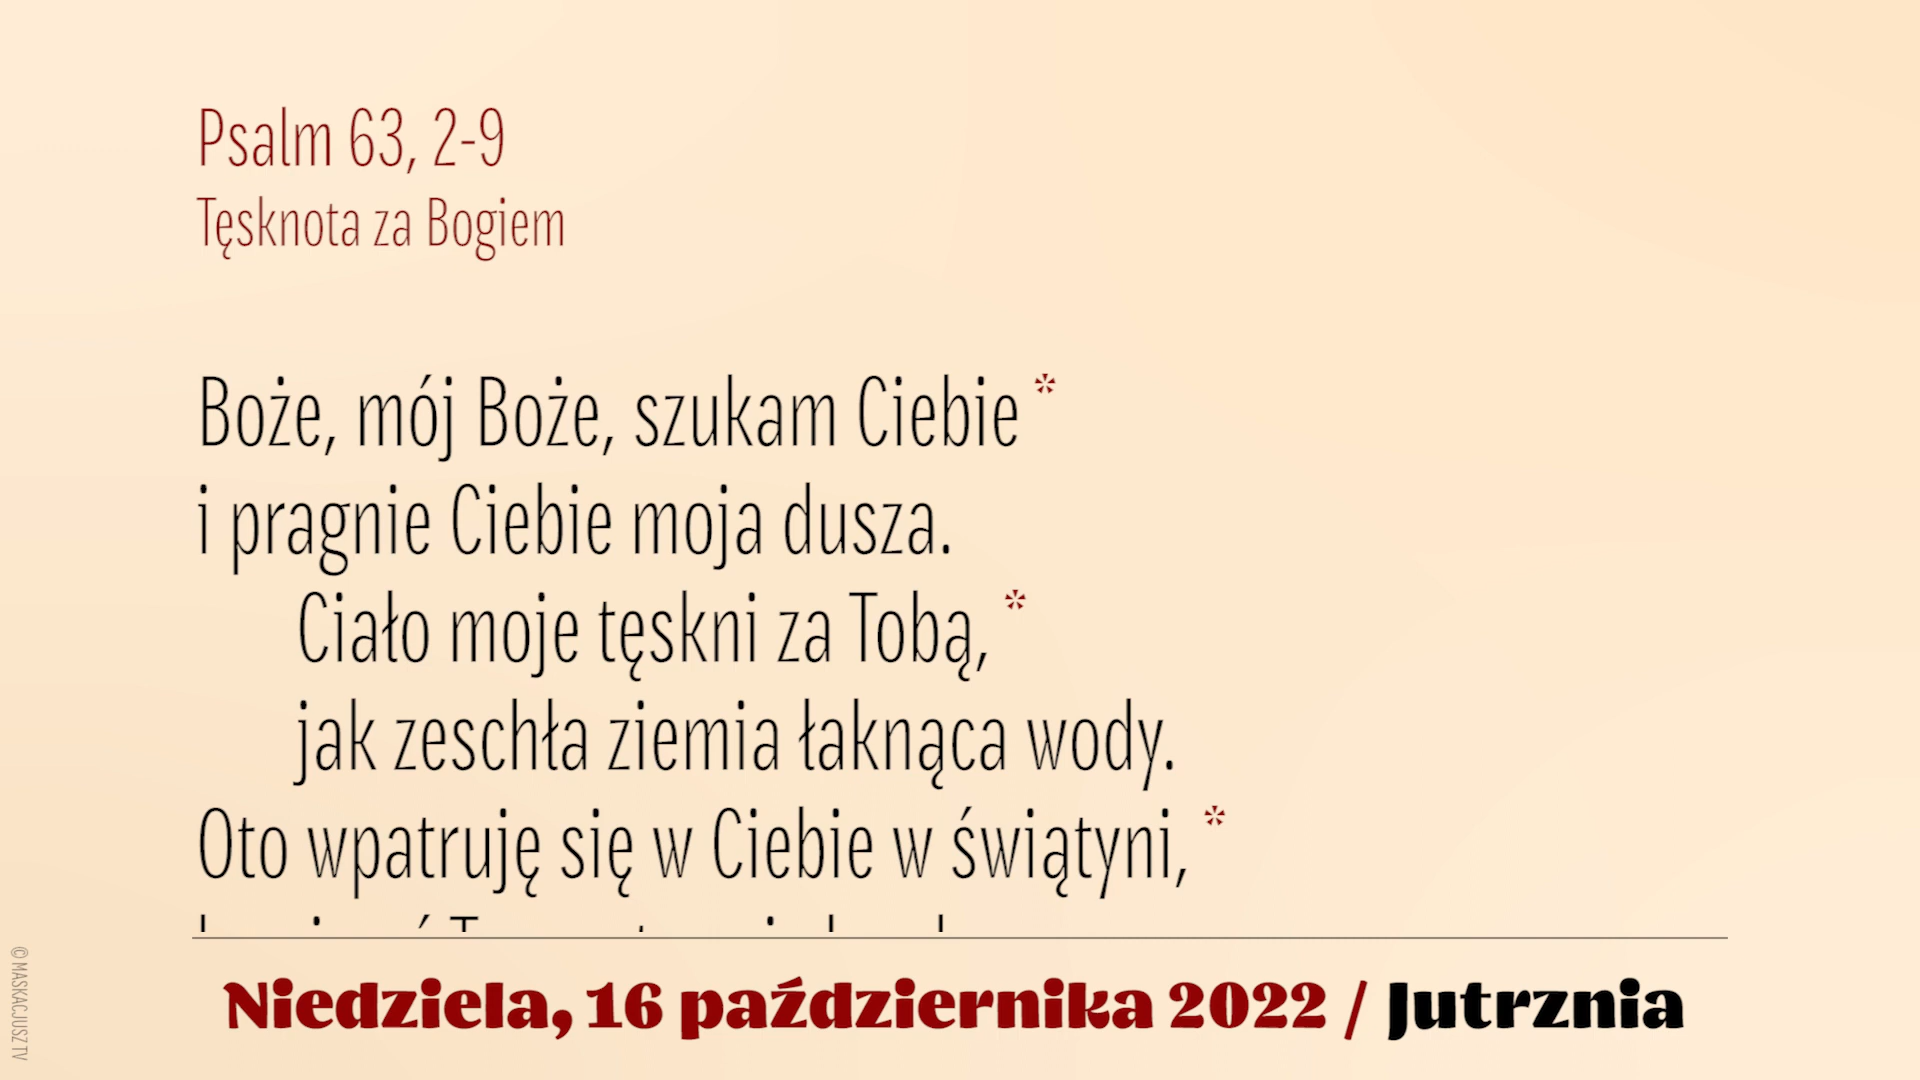 Psalm 63, 2-9
Tęsknota za Bogiem
Boże, mój Boże, szukam Ciebie *
i pragnie Ciebie moja dusza.
Ciało moje tęskni za Tobą, *
jak zeschła ziemia łaknąca wody.
Oto wpatruję się w Ciebie w świątyni, *
Niedziela, 16 października 2022 / Jutrznia
© MASKACJUSZ TV